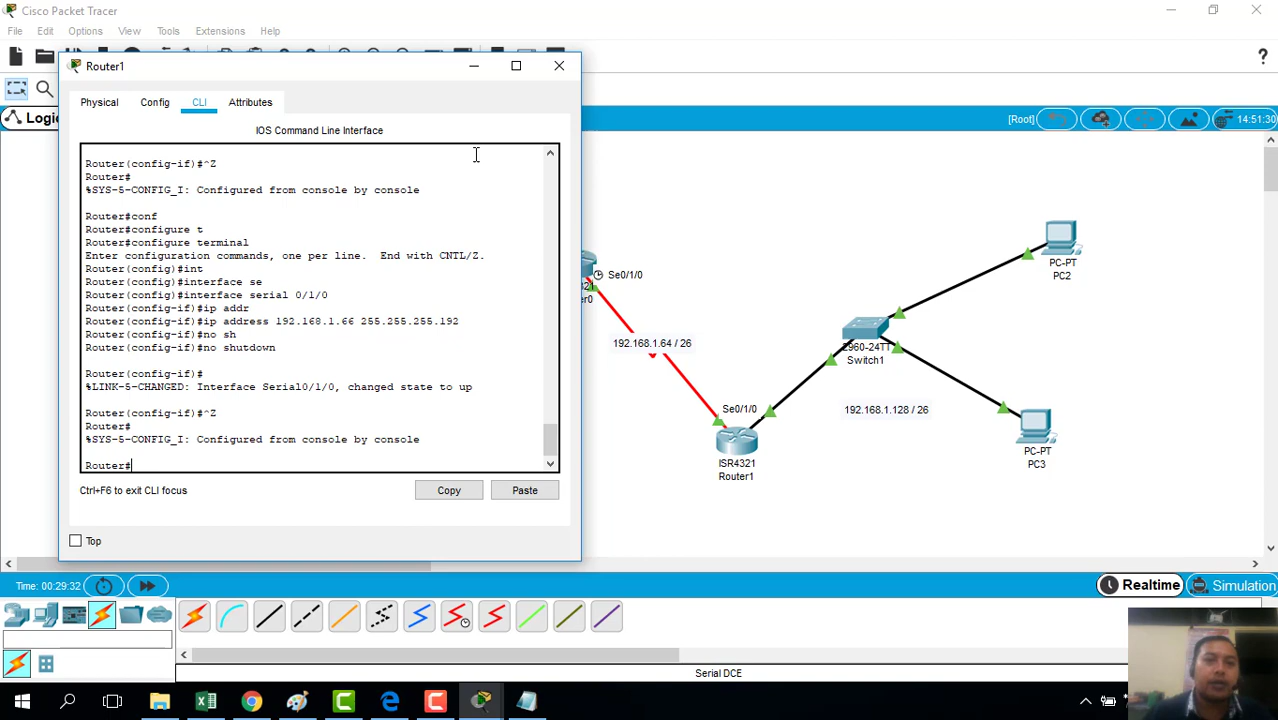 Cisco Packet Tracer
File Edit Options View Tools Extensions Help
Router1
Physical Config CLI Attributes
IOS Command Line Interface
Router(config-if)#^Z
Router#
%SYS-5-CONFIG_I: Configured from console by console
Router#conf
Router#configure t
Router#configure terminal
Enter configuration commands, one per line. End with CNTL/Z.
Router(config)#int
Router(config)#interface se
Router(config)#interface serial 0/1/0
Router(config-if)#ip addr
Router(config-if)#ip address 192.168.1.66 255.255.255.192
Router(config-if)#no sh
Router(config-if)#no shutdown
Router(config-if)#
%LINK-5-CHANGED: Interface Serial0/1/0, changed state to up
Router(config-if)#^Z
Router#
%SYS-5-CONFIG_I: Configured from console by console
Router#
Ctrl+F6 to exit CLI focus
Copy
Paste
Top
Logi
[Root]
14:51:30
Se0/1/0
192.168.1.64 / 26
Se0/1/0
ISR4321
Router1
2960-24TT
Switch1
192.168.1.128 / 26
PC-PT
PC2
PC-PT
PC3
Time: 00:29:32
Realtime
Simulation
Serial DCE